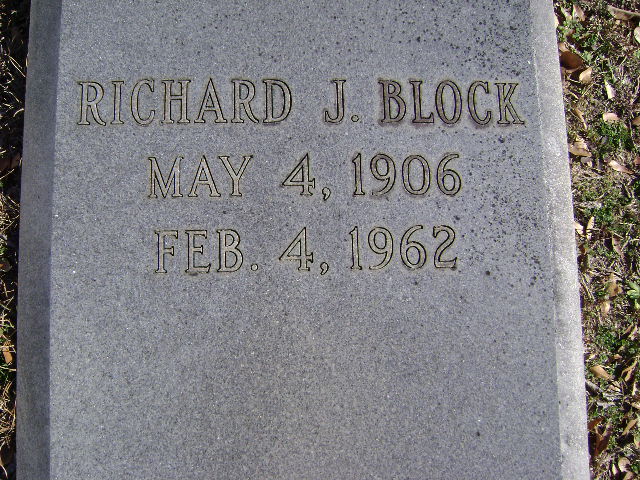 RICHARD J. BLOCK
MAY 4, 1906
FEB. 4, 1962